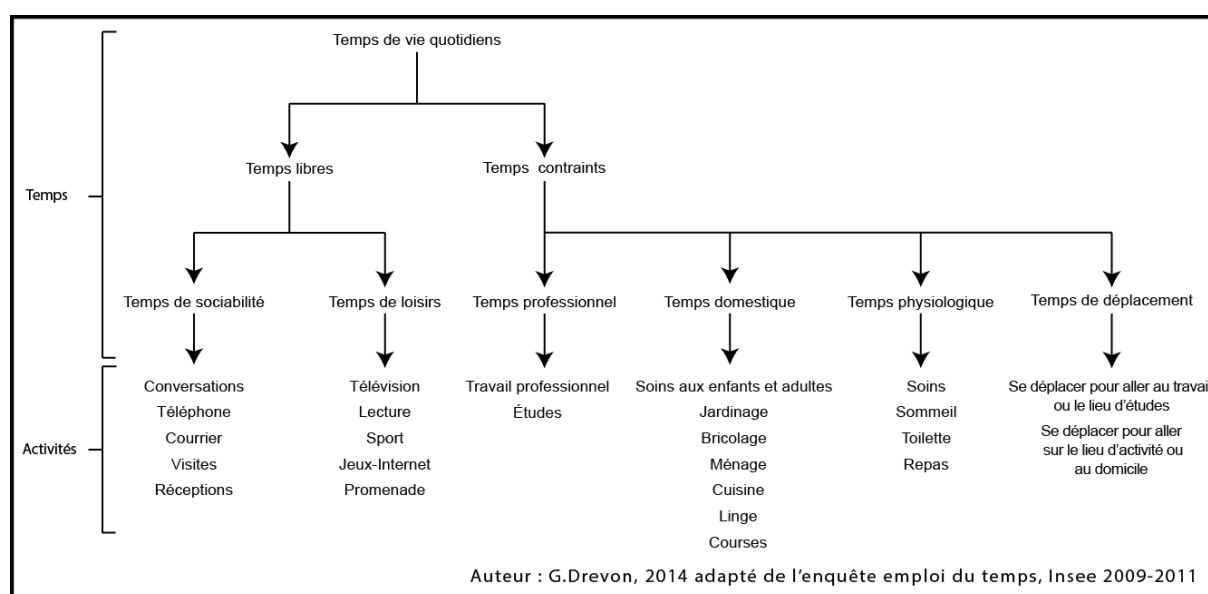 Temps de vie quotidiens
Temps libres
Temps contraints
Temps
Temps de sociabilité
Temps de loisirs
Temps professionnel
Temps domestique
Temps physiologique
Temps de déplacement
Activités
Conversations
Téléphone
Courrier
Visites
Réceptions
Télévision
Lecture
Sport
Jeux-Internet
Promenade
Travail professionnel
Études
Soins aux enfants et adultes
Jardinage
Bricolage
Ménage
Cuisine
Linge
Courses
Soins
Sommeil
Toilette
Repas
Se déplacer pour aller au travai
ou le lieu d’études
Se déplacer pour aller
sur le lieu d’activité ou
au domicile
Auteur : G.Drevon, 2014 adapté de l’enquête emploi du temps, Insee 2009-2011